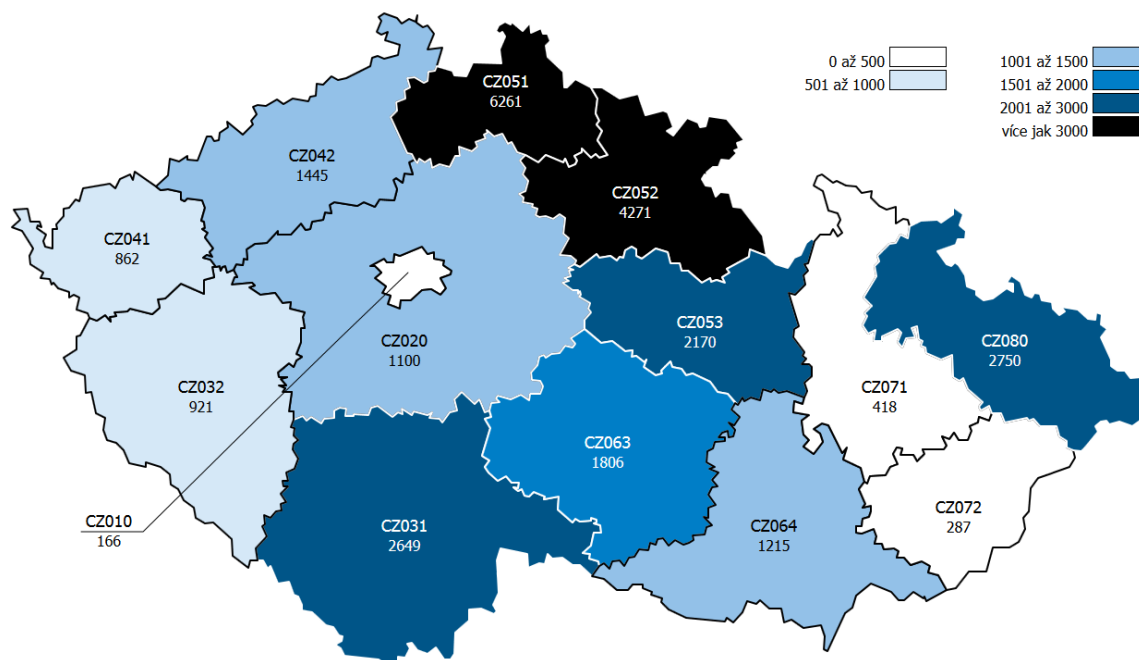 0 až 500
501 až 1000
1001 až 1500
1501 až 2000
2001 až 3000
více jak 3000
CZ051
6261
CZ042
1445
CZ052
4271
CZ041
862
CZ053
2170
CZ020
1100
CZ080
2750
CZ032
921
CZ071
418
CZ063
1806
CZ010
166
CZ031
2649
CZ064
1215
CZ072
287